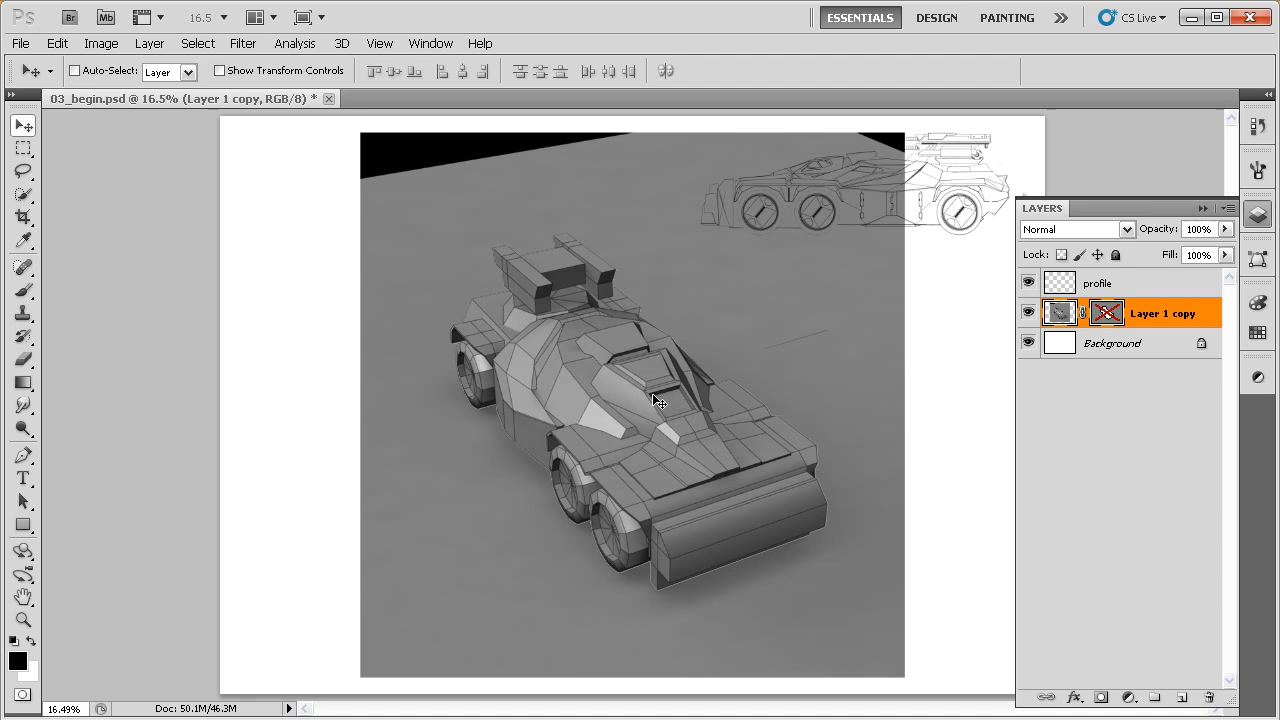 Ps Br Mb 16.5 ESSENTIALS DESIGN PAINTING CS Live
File Edit Image Layer Select Filter Analysis 3D View Window Help
Auto-Select: Layer Show Transform Controls
03_begin.psd @ 16.5% (Layer 1 copy, RGB/8) *
LAYERS
Normal Opacity: 100%
Lock: Fill: 100%
profile
Layer 1 copy
Background
T
fx
16.49% Doc: 50.1M/46.3M